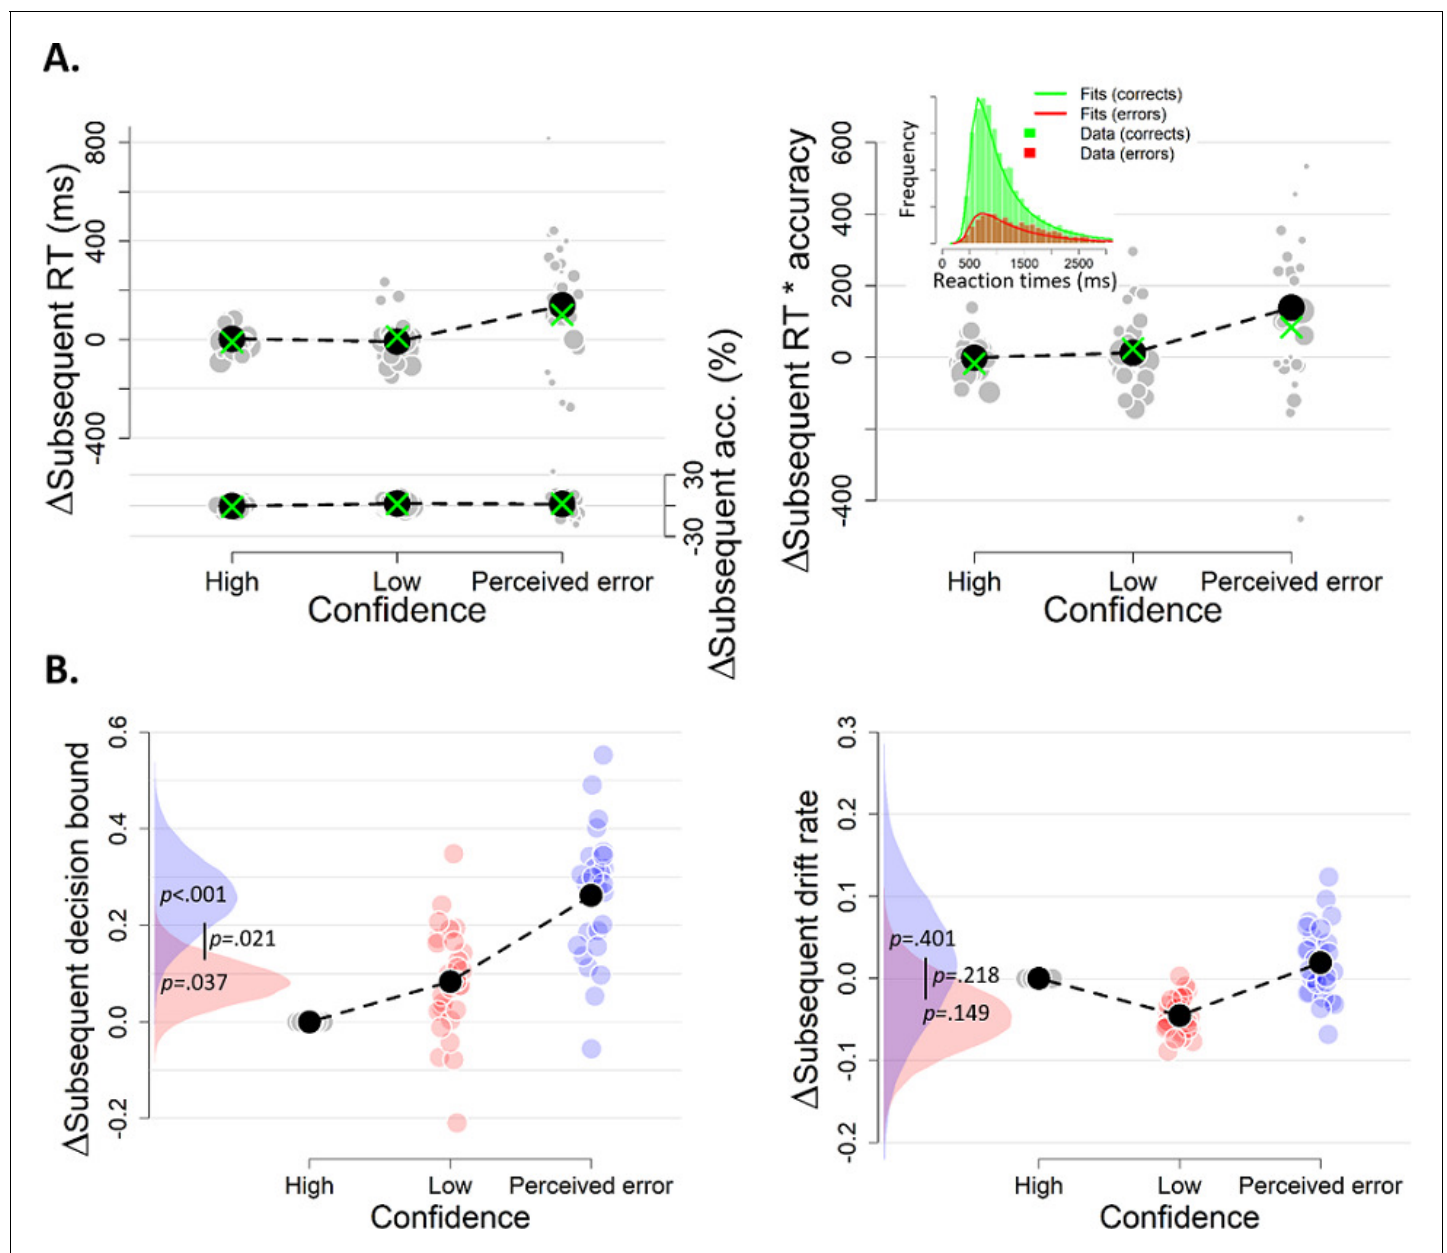 A.
ΔSubsequent RT (ms)
800
400
0
-400
30
-30
ΔSubsequent acc. (%)
High
Low
Perceived error
Confidence
ΔSubsequent RT * accuracy
600
400
200
0
-400
Frequency
Fits (corrects)
Fits (errors)
Data (corrects)
Data (errors)
0
500
1500
2500
Reaction times (ms)
High
Low
Perceived error
Confidence
B.
ΔSubsequent decision bound
0.6
0.4
0.2
0.0
-0.2
p<.001
p=.021
p=.037
High
Low
Perceived error
Confidence
ΔSubsequent drift rate
0.3
0.2
0.1
0.0
-0.1
-0.2
p=.401
p=.218
p=.149
High
Low
Perceived error
Confidence